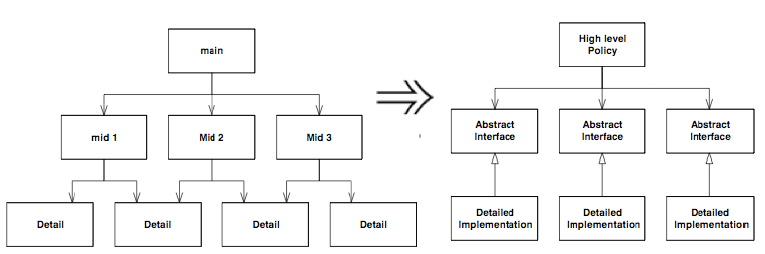 main
mid 1
Mid 2
Mid 3
Detail
Detail
Detail
Detail
High level
Policy
Abstract
Interface
Abstract
Interface
Abstract
Interface
Detailed
Implementation
Detailed
Implementation
Detailed
Implementation